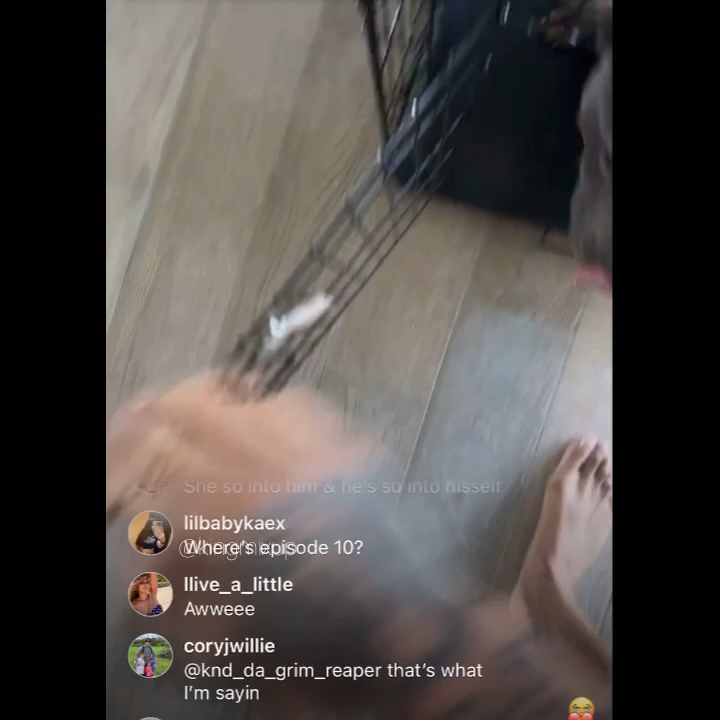 She so into him & he's so into hisself
lilbabykaex
Where's episode 10?
llive_a_little
Awweee
coryjwillie
@knd_da_grim_reaper that's what
I'm sayin